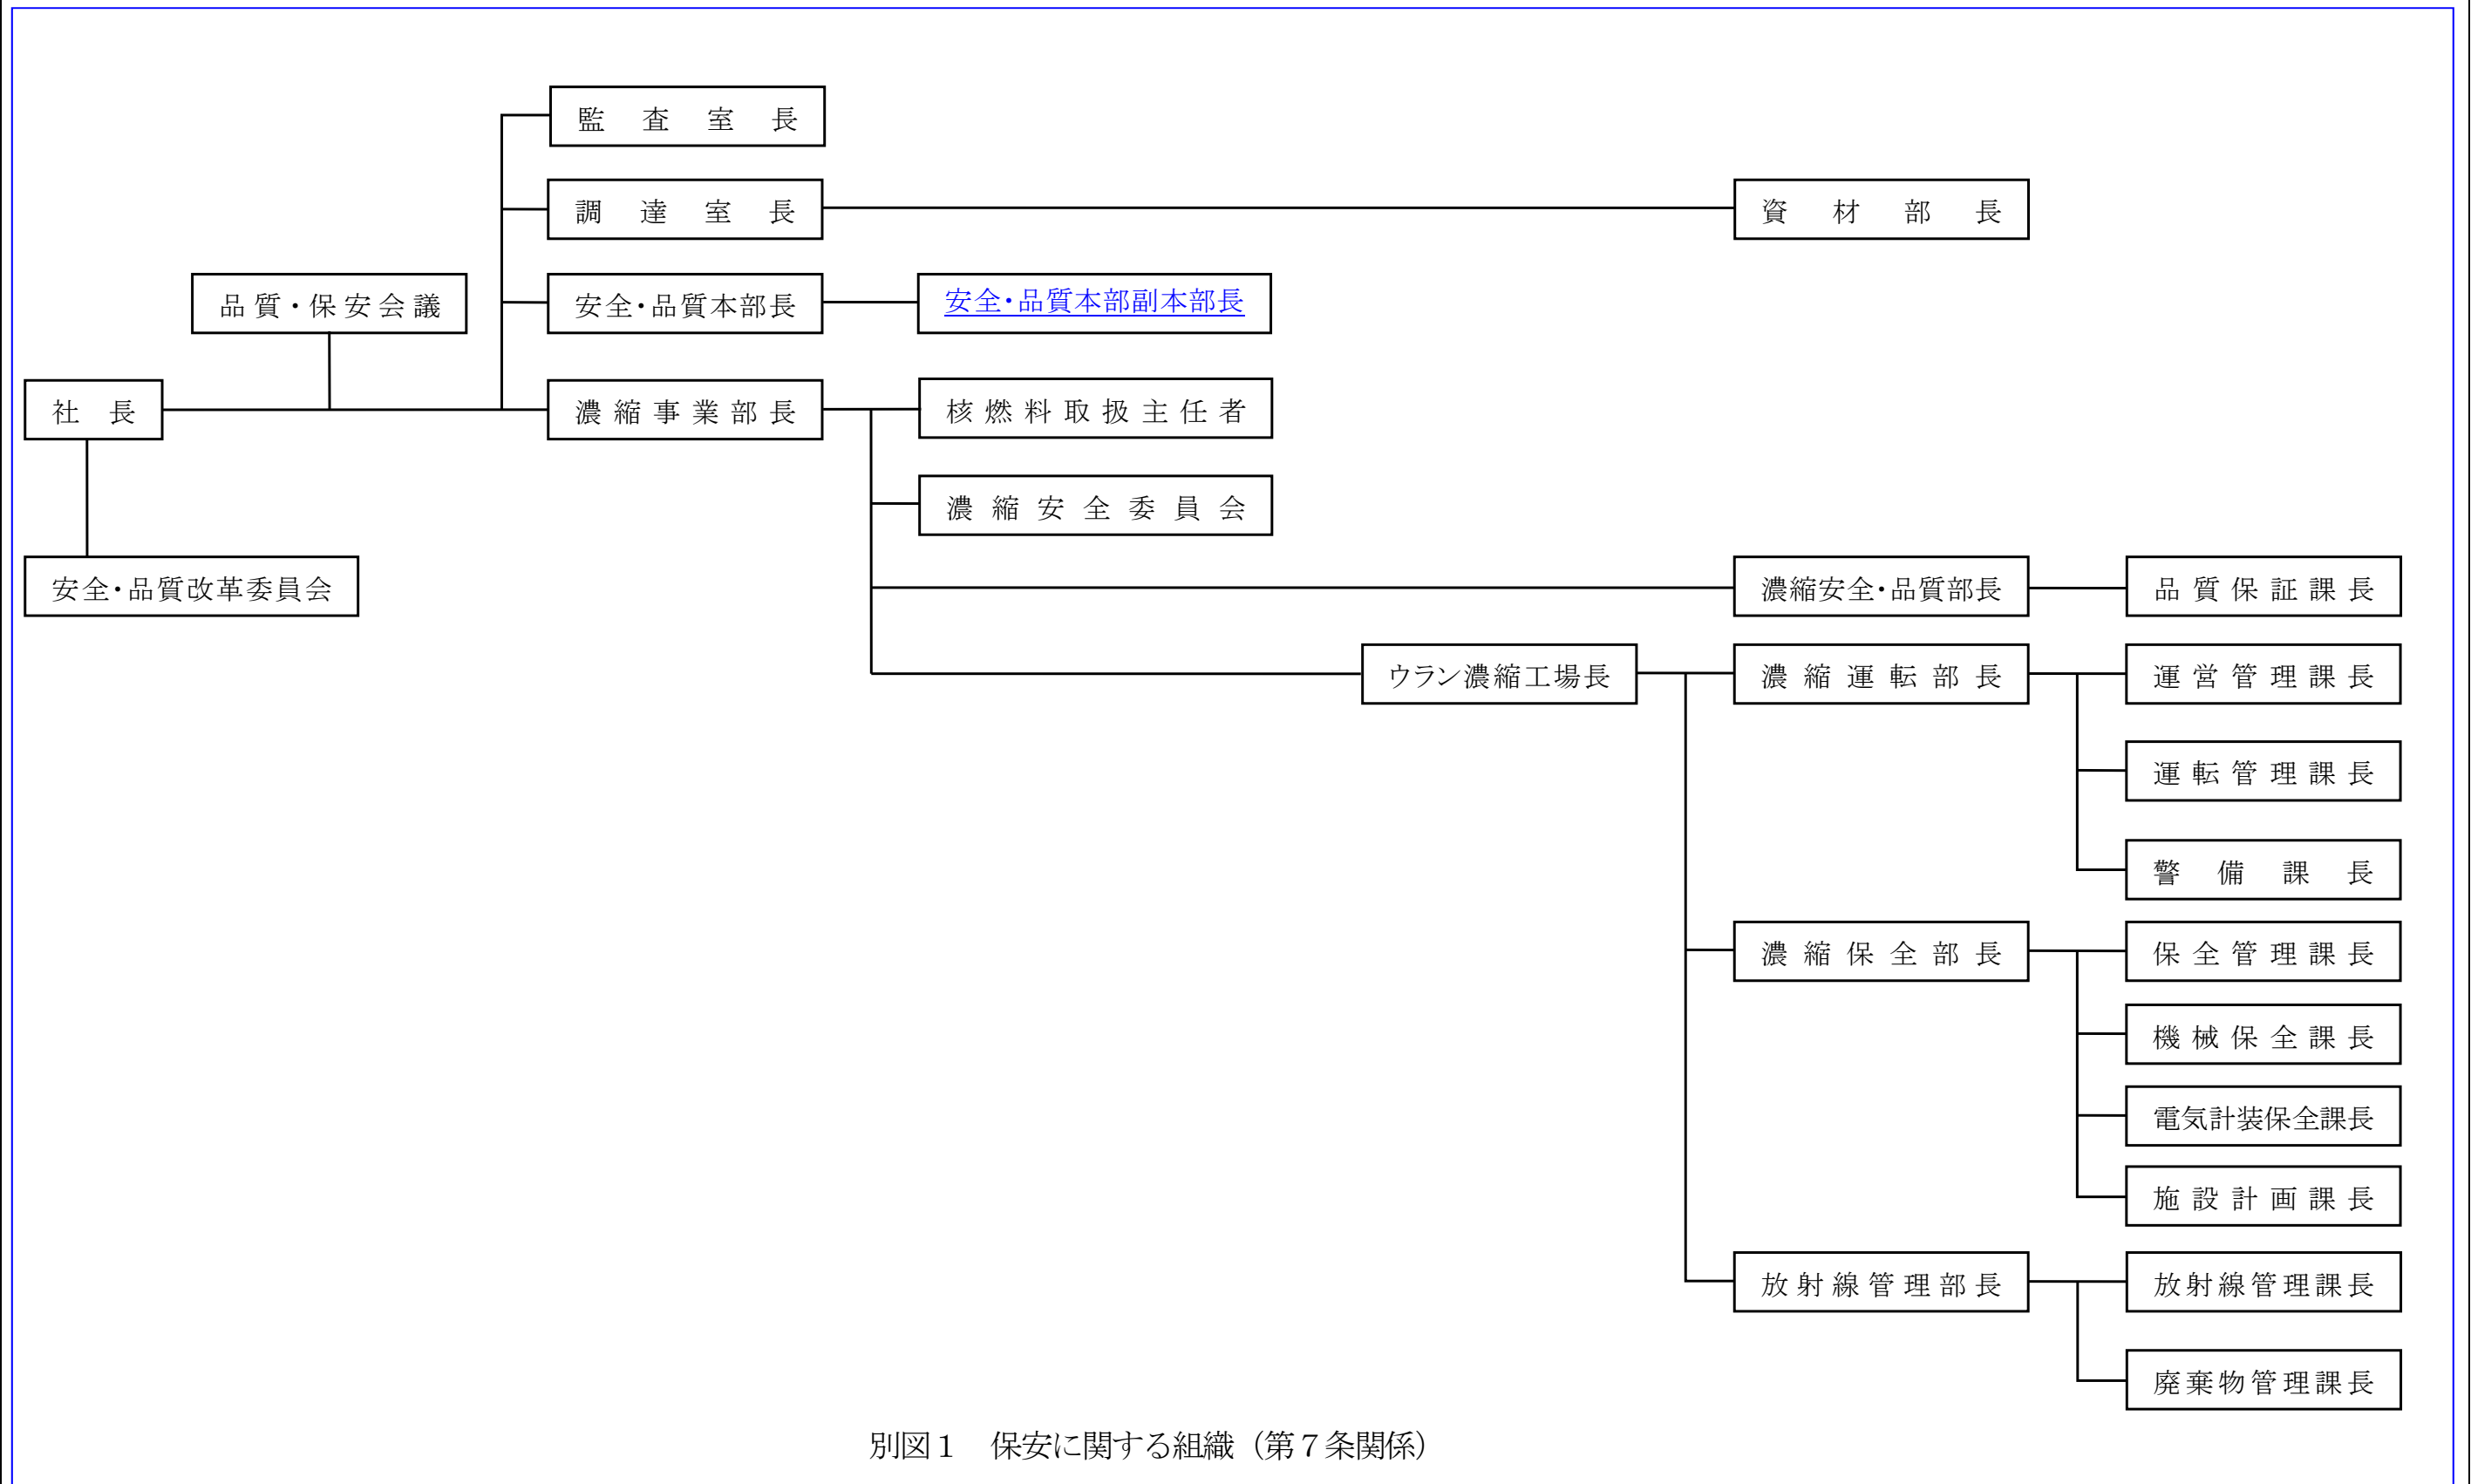 監査室長
調達室長
資材部長
品質・保安会議
安全・品質本部長
安全・品質本部副本部長
社長
濃縮事業部長
核燃料取扱主任者
濃縮安全委員会
安全・品質改革委員会
濃縮安全・品質部長
品質保証課長
ウラン濃縮工場長
濃縮運転部長
運営管理課長
運転管理課長
警備課長
濃縮保全部長
保全管理課長
機械保全課長
電気計装保全課長
施設計画課長
放射線管理部長
放射線管理課長
廃棄物管理課長
別図1 保安に関する組織（第7条関係）